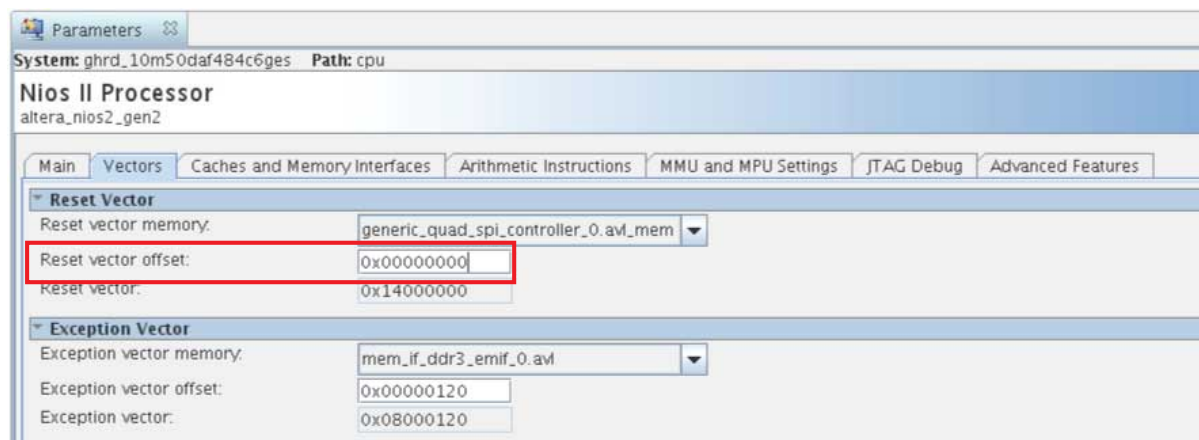 Parameters
System: ghrd_10m50daf484c6ges Path: cpu
Nios II Processor
altera_nios2_gen2
Main Vectors Caches and Memory Interfaces Arithmetic Instructions MMU and MPU Settings JTAG Debug Advanced Features
Reset Vector
Reset vector memory: generic_quad_spi_controller_0.avl_mem
Reset vector offset: 0x00000000
Reset vector: 0x14000000
Exception Vector
Exception vector memory: mem_if_ddr3_emif_0.avl
Exception vector offset: 0x00000120
Exception vector: 0x08000120